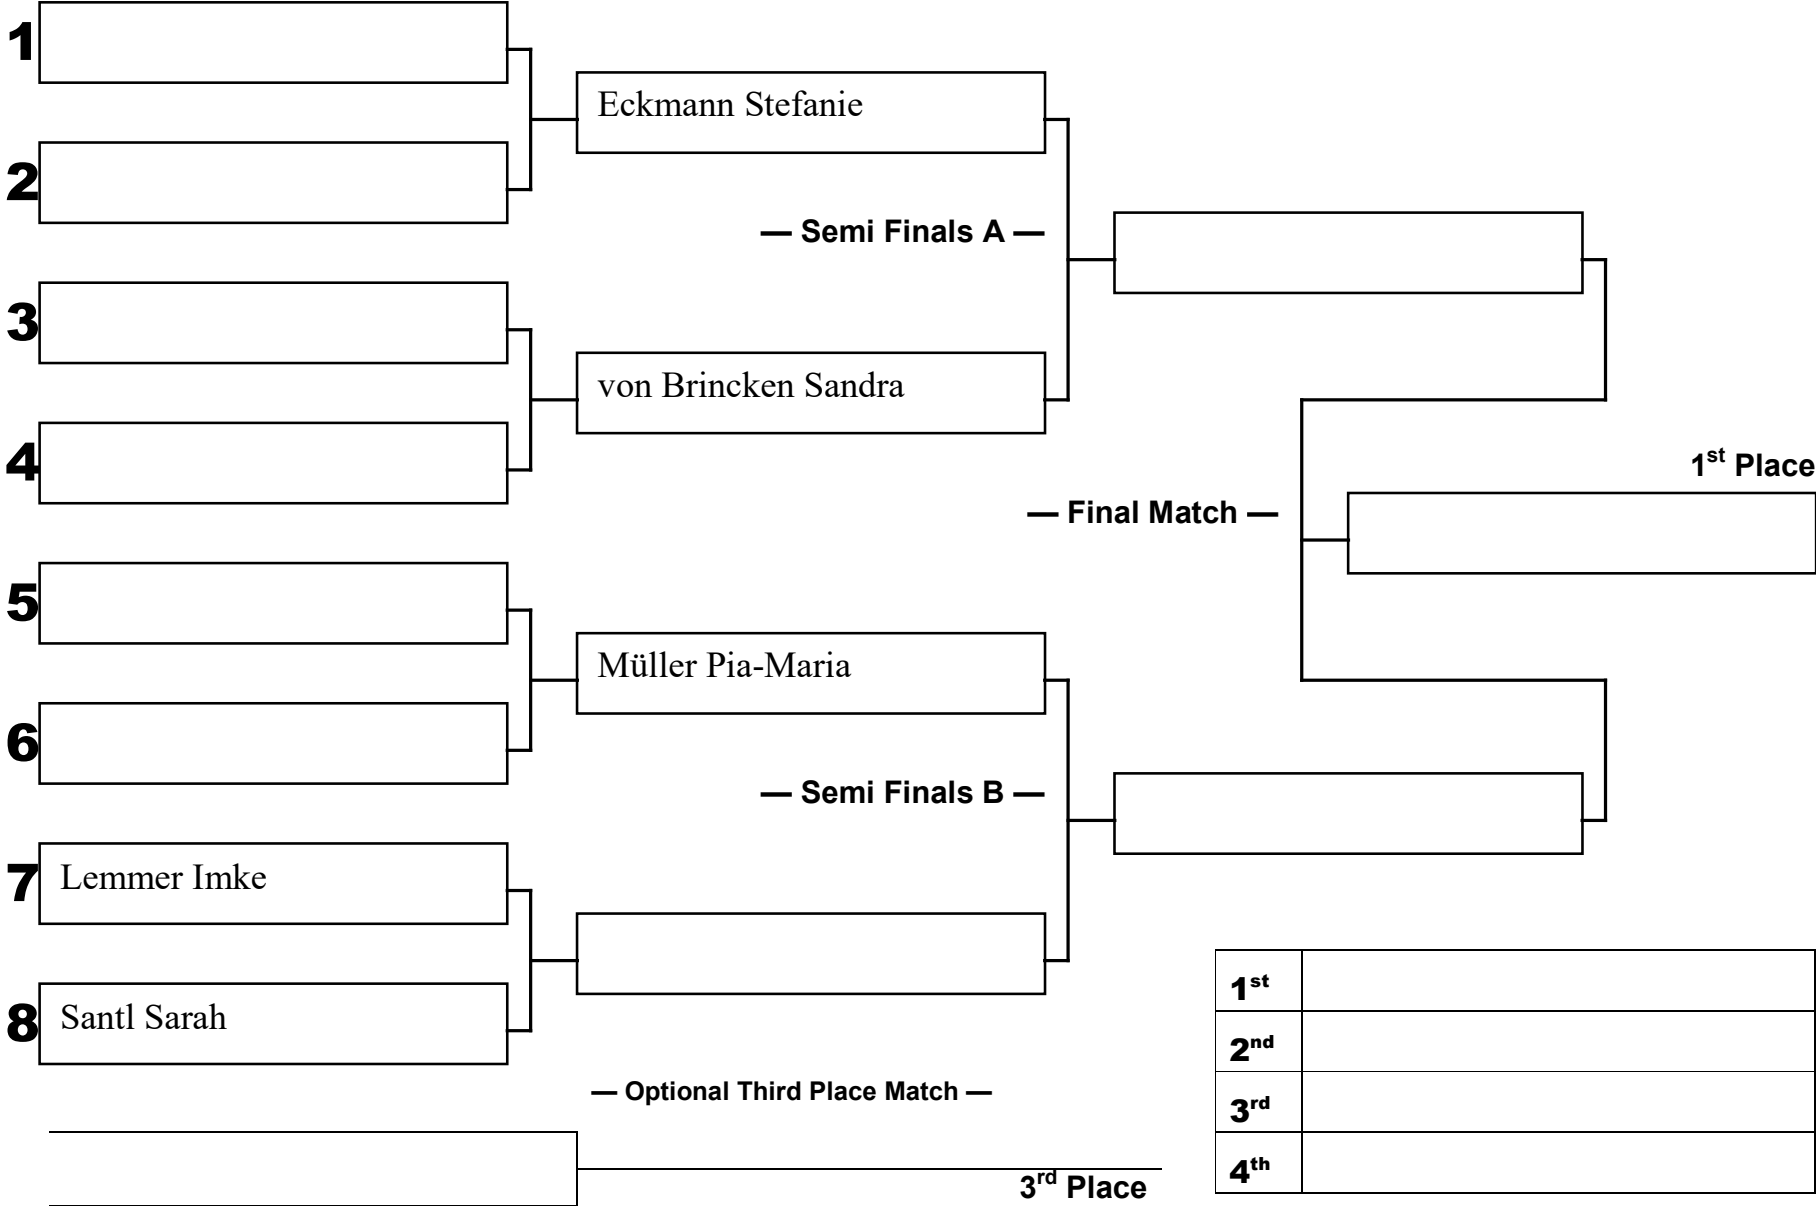 1
Eckmann Stefanie
2
— Semi Finals A —
3
von Brincken Sandra
4
1st Place
— Final Match —
5
Müller Pia-Maria
6
— Semi Finals B —
7 Lemmer Imke
8 Santl Sarah
1st
2nd
— Optional Third Place Match —
3rd
4th
3rd Place